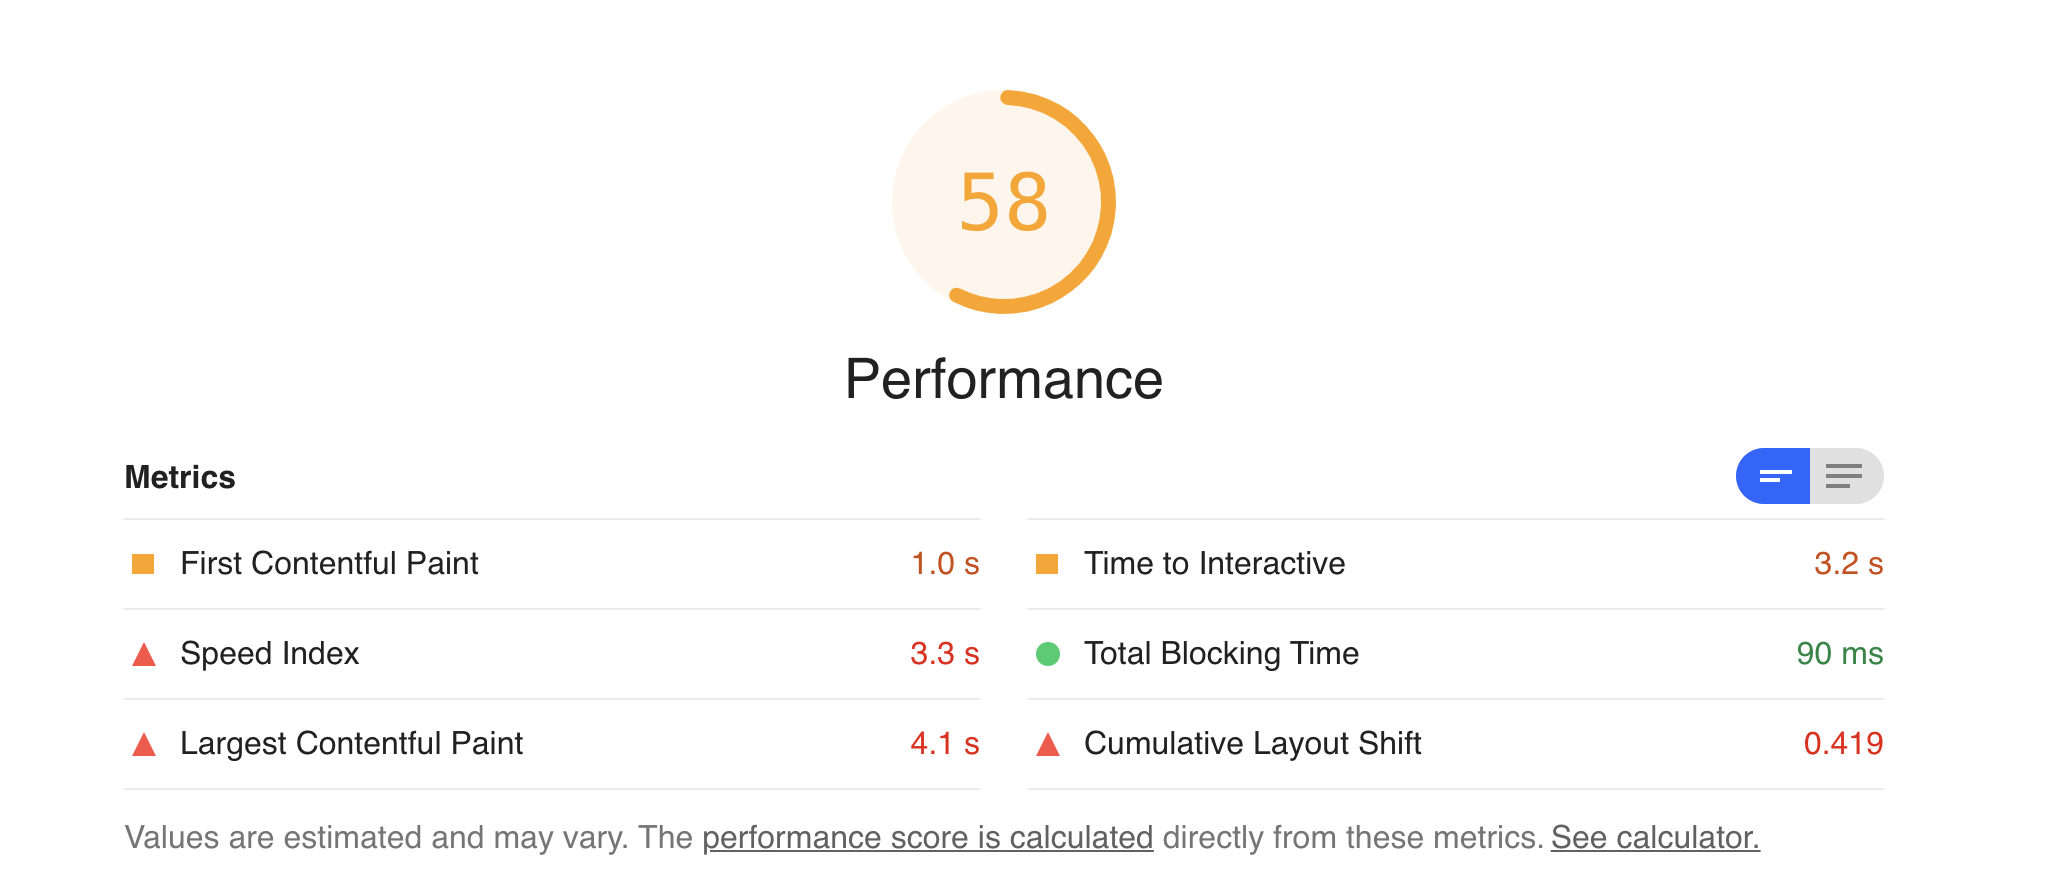 58
Performance
Metrics
First Contentful Paint 1.0 s
Time to Interactive 3.2 s
Speed Index 3.3 s
Total Blocking Time 90 ms
Largest Contentful Paint 4.1 s
Cumulative Layout Shift 0.419
Values are estimated and may vary. The performance score is calculated directly from these metrics. See calculator.